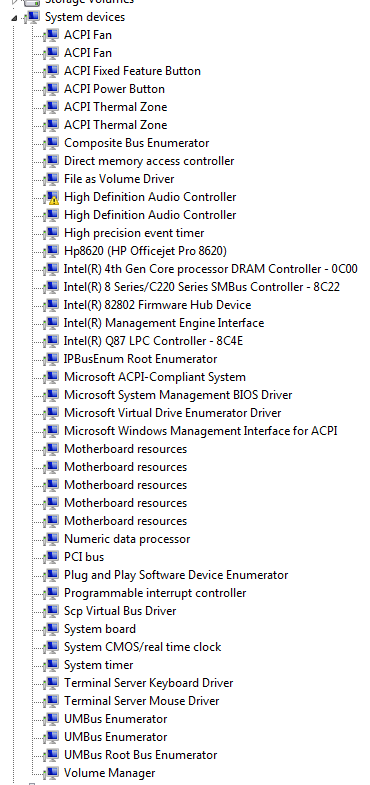 Storage volumes
System devices
ACPI Fan
ACPI Fan
ACPI Fixed Feature Button
ACPI Power Button
ACPI Thermal Zone
ACPI Thermal Zone
Composite Bus Enumerator
Direct memory access controller
File as Volume Driver
High Definition Audio Controller
High Definition Audio Controller
High precision event timer
Hp8620 (HP Officejet Pro 8620)
Intel(R) 4th Gen Core processor DRAM Controller - 0C00
Intel(R) 8 Series/C220 Series SMBus Controller - 8C22
Intel(R) 82802 Firmware Hub Device
Intel(R) Management Engine Interface
Intel(R) Q87 LPC Controller - 8C4E
IPBusEnum Root Enumerator
Microsoft ACPI-Compliant System
Microsoft System Management BIOS Driver
Microsoft Virtual Drive Enumerator Driver
Microsoft Windows Management Interface for ACPI
Motherboard resources
Motherboard resources
Motherboard resources
Motherboard resources
Motherboard resources
Numeric data processor
PCI bus
Plug and Play Software Device Enumerator
Programmable interrupt controller
Scp Virtual Bus Driver
System board
System CMOS/real time clock
System timer
Terminal Server Keyboard Driver
Terminal Server Mouse Driver
UMBus Enumerator
UMBus Enumerator
UMBus Root Bus Enumerator
Volume Manager